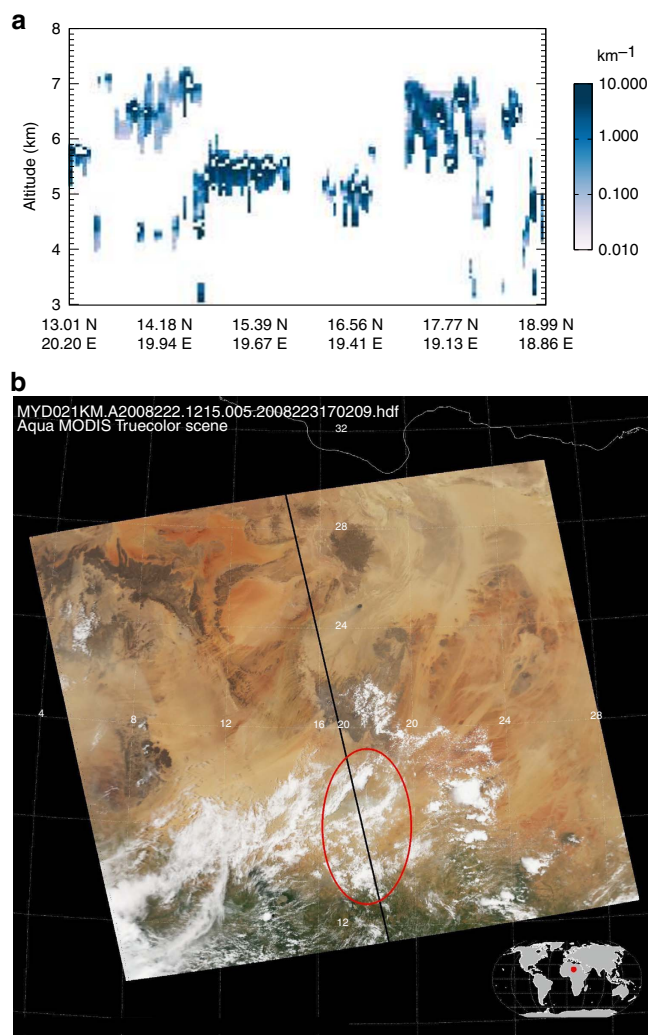 a
8
7
6
5
4
3
Altitude (km)
km−1
10.000
1.000
0.100
0.010
13.01 N 14.18 N 15.39 N 16.56 N 17.77 N 18.99 N
20.20 E 19.94 E 19.67 E 19.41 E 19.13 E 18.86 E
b
MYD021KM.A2008222.1215.005:2008223170209.hdf
Aqua MODIS Truecolor scene
32
28
24
4 8 12 16 20 20 24 28
12